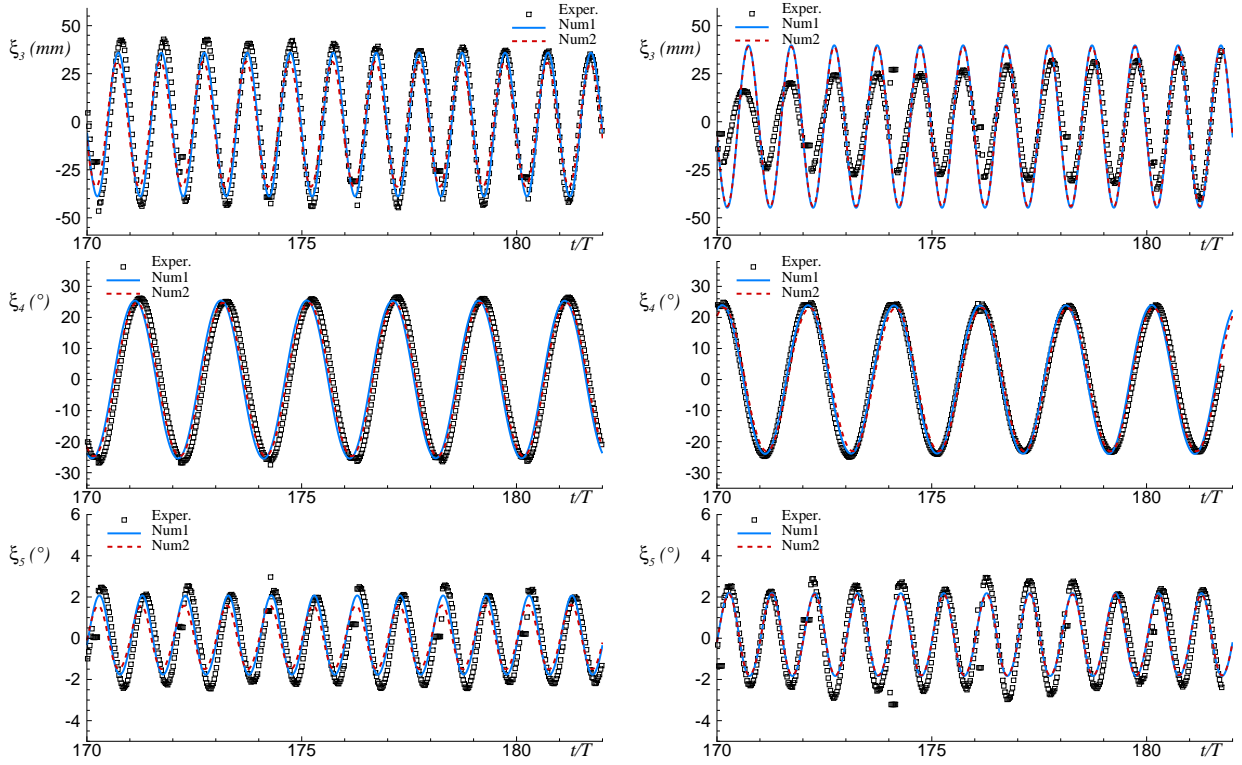 ξ₃ (mm)
50
25
0
-25
-50
Exper.
Num1
Num2
170
175
180
t/T
ξ₃ (mm)
50
25
0
-25
-50
Exper.
Num1
Num2
170
175
180
t/T
ξ₄ (°)
30
20
10
0
-10
-20
-30
Exper.
Num1
Num2
170
175
180
t/T
ξ₄ (°)
30
20
10
0
-10
-20
-30
Exper.
Num1
Num2
170
175
180
t/T
ξ₅ (°)
6
4
2
0
-2
-4
Exper.
Num1
Num2
170
175
180
t/T
ξ₅ (°)
6
4
2
0
-2
-4
Exper.
Num1
Num2
170
175
180
t/T